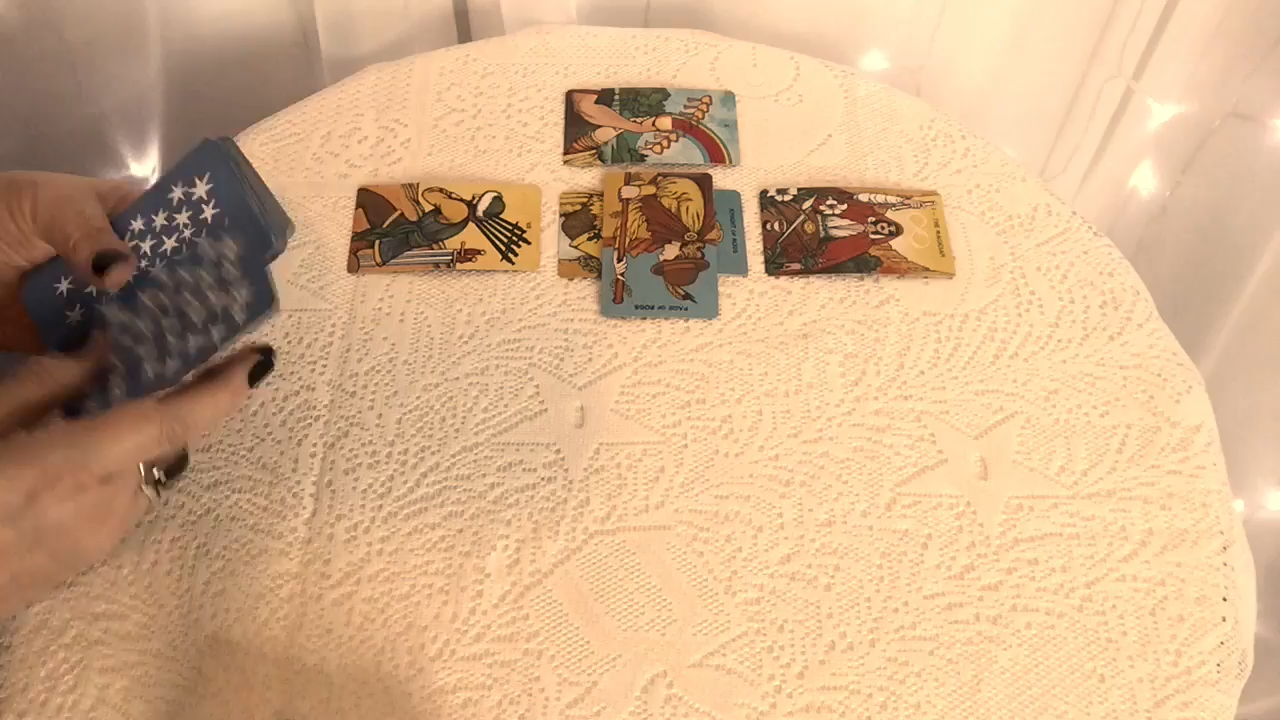 KNIGHT OF RODS
PAGE OF RODS
I - THE MAGICIAN